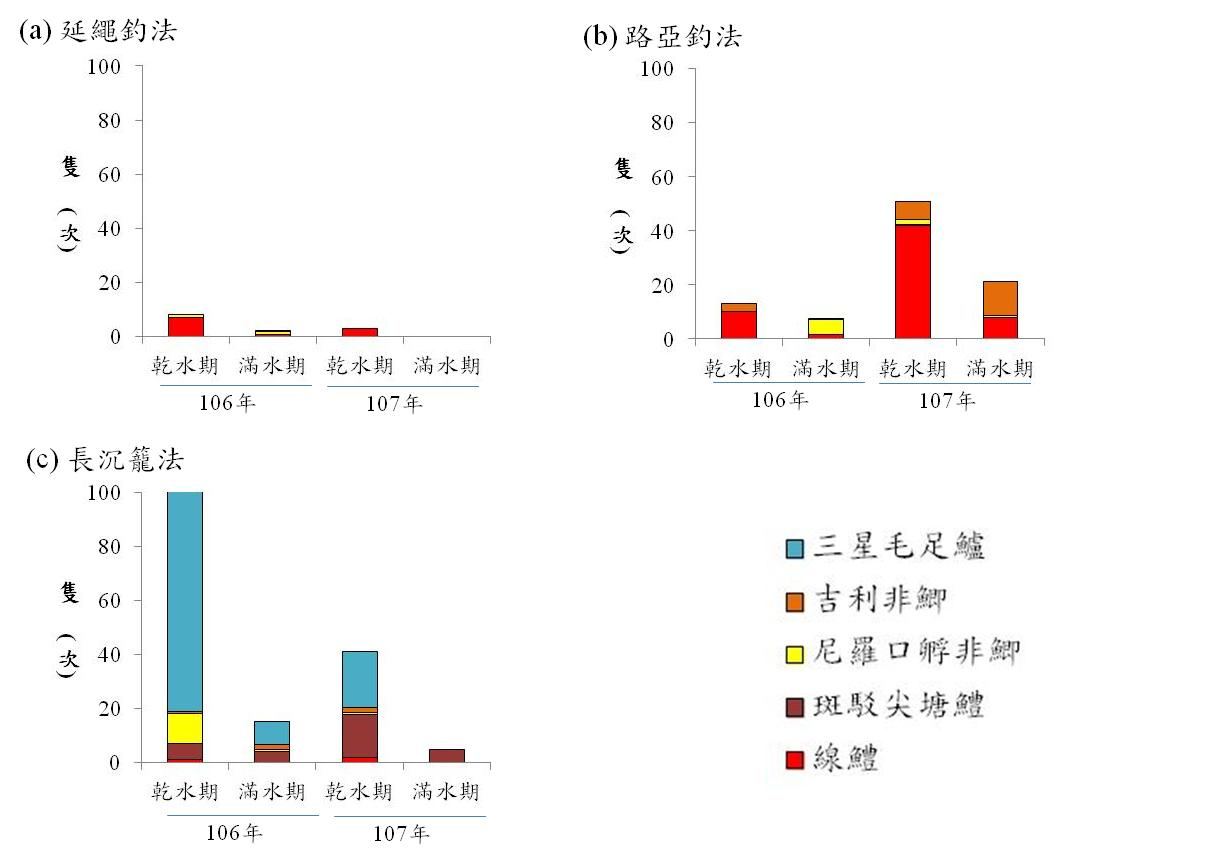 (a) 延繩釣法
100
80
60
40
20
0
隻(次)
乾水期 滿水期 乾水期 滿水期
106年 107年
(b) 路亞釣法
100
80
60
40
20
0
隻(次)
乾水期 滿水期 乾水期 滿水期
106年 107年
(c) 長沉籠法
100
80
60
40
20
0
隻(次)
乾水期 滿水期 乾水期 滿水期
106年 107年
三星毛足鱸
吉利非鯽
尼羅口孵非鯽
斑駁尖塘鱧
線鱧